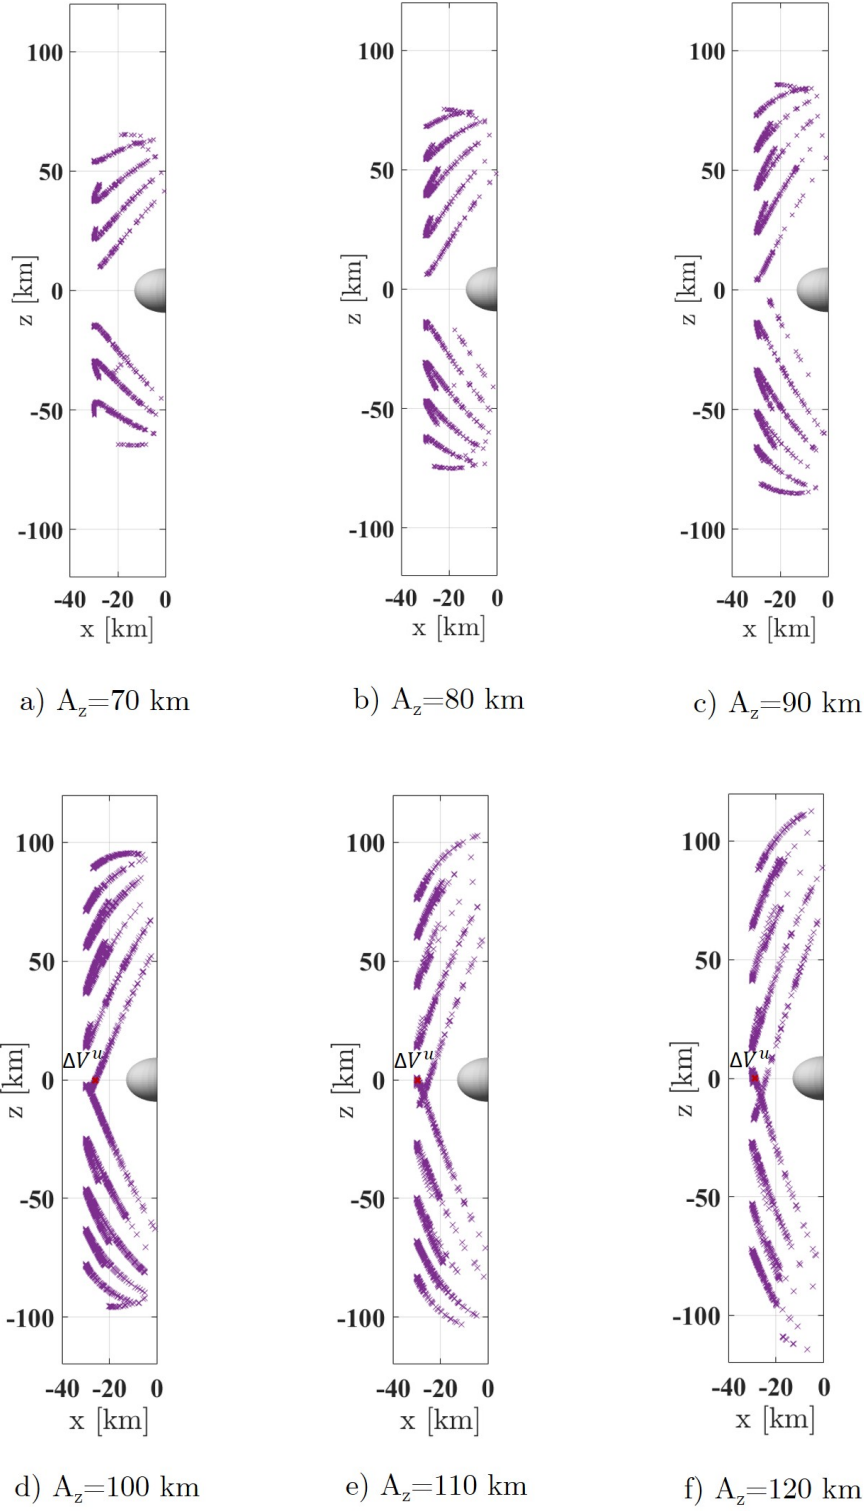 100
100
100
50
50
50
z [km]
0
z [km]
0
z [km]
0
-50
-50
-50
-100
-100
-100
-40 -20 0
-40 -20 0
-40 -20 0
x [km]
x [km]
x [km]
a) A_z=70 km
b) A_z=80 km
c) A_z=90 km
100
100
100
50
50
50
ΔV^u
ΔV^u
ΔV^u
z [km]
0
z [km]
0
z [km]
0
-50
-50
-50
-100
-100
-100
-40 -20 0
-40 -20 0
-40 -20 0
x [km]
x [km]
x [km]
d) A_z=100 km
e) A_z=110 km
f) A_z=120 km